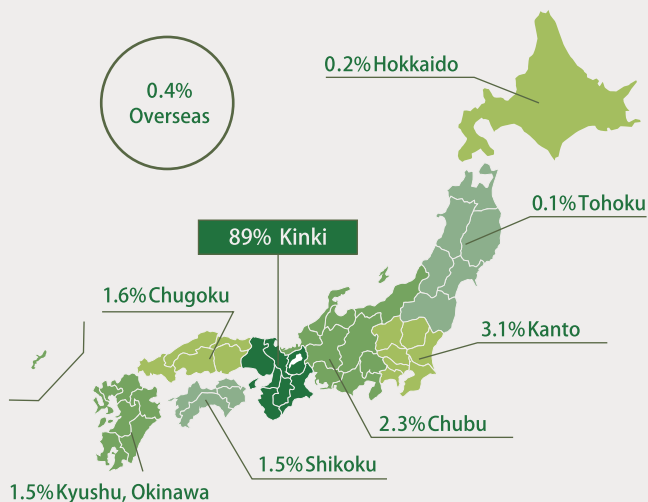 0.2%Hokkaido
0.4%
Overseas
0.1%Tohoku
89% Kinki
1.6%Chugoku
3.1%Kanto
2.3%Chubu
1.5%Shikoku
1.5%Kyushu, Okinawa